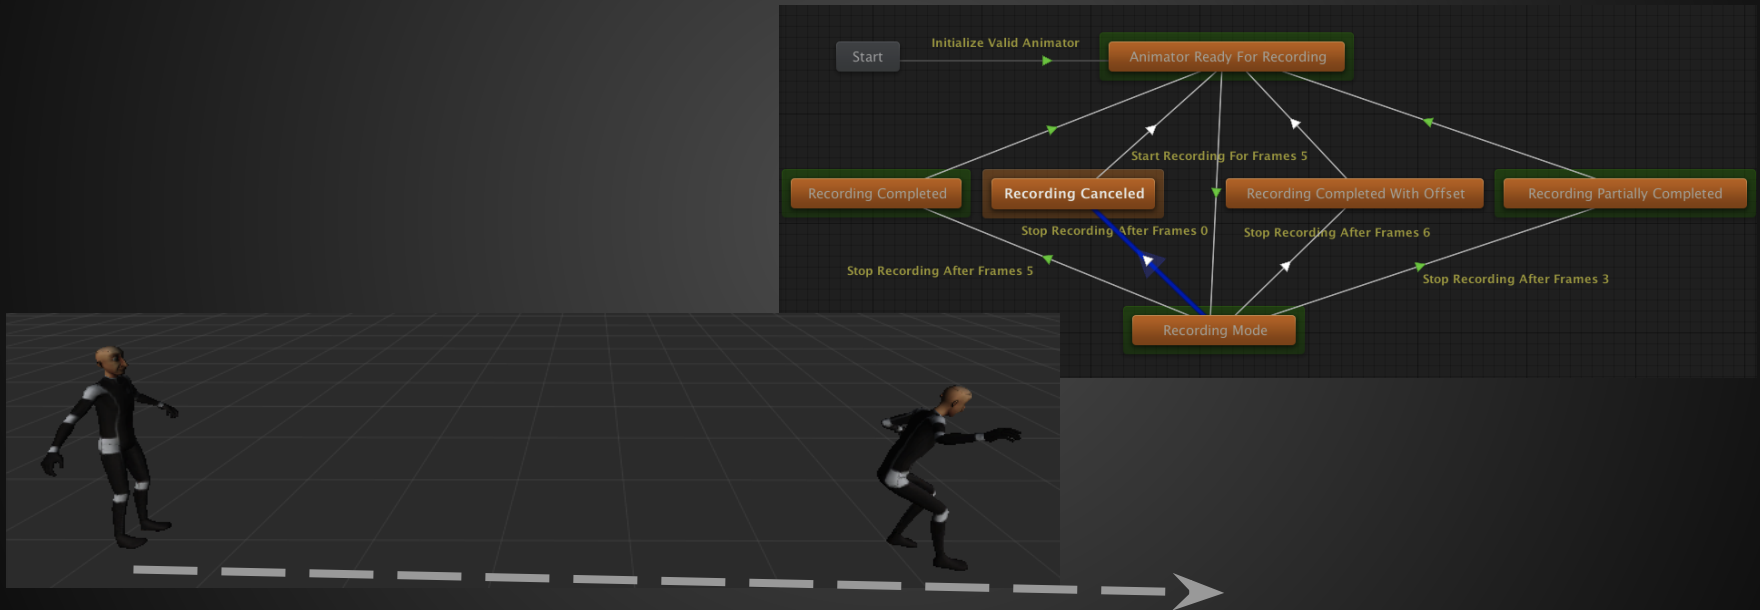 Initialize Valid Animator
Start
Animator Ready For Recording
Start Recording For Frames 5
Recording Completed
Recording Canceled
Recording Completed With Offset
Recording Partially Completed
Stop Recording After Frames 0
Stop Recording After Frames 6
Stop Recording After Frames 5
Stop Recording After Frames 3
Recording Mode